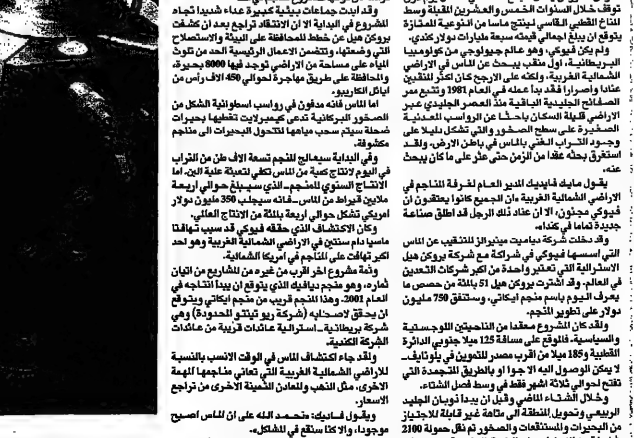 توقف خلال السنوات الخمس والعشرين المقبلة وسط
المناخ القطبي القاسي لينتج ماسا من النوعية الممتازة
يتوقع ان يبلغ اجمالي قيمته سبعة مليارات دولار كندي.
ولم يكن فيوكي، وهو عالم جيولوجي من كولومبيا
البريطانية، اول منقب يبحث عن الماس في الاراضي
الشمالية الغربية، ولكنه على الارجح كان اكثر المنقبين
عنادا واصرارا فقد بدأ عمله في العام 1981 وتتبع ممر
الصفائح الجليدية الباقية منذ العصر الجليدي عبر
الاراضي قليلة السكان باحثا عن الرواسب المعدنية
الصغيرة على سطح الصخور والتي تشكل دليلا على
وجود التراب الغني بالماس في باطن الارض. ولقد
استغرق بحثه عقدا من الزمن حتى عثر على ما كان يبحث
عنه.
يقول مايك فايديك المدير العام لغرفة المناجم في
الاراضي الشمالية الغربية «ان الجميع كانوا يعتقدون ان
فيوكي مجنون، الا ان عناد ذلك الرجل قد اطلق صناعة
جديدة تماما في كندا».
وقد دخلت شركة دياميت مينيرالز للتنقيب عن الماس
التي اسسها فيوكي في شراكة مع شركة بروكن هيل
الاسترالية التي تعتبر واحدة من اكبر شركات التعدين
في العالم. وقد اشترت بروكن هيل 51 بالمئة من حصص ما
يعرف اليوم باسم منجم ايكاتي، وستنفق 750 مليون
دولار على تطوير المنجم.
ولقد كان المشروع معقدا من الناحيتين اللوجستية
والسياسية، فالموقع على مسافة 125 ميلا جنوبي الدائرة
القطبية و185 ميلا من اقرب مصدر للتموين في يلونايف-
لا يمكن الوصول اليه الا جوا او بالطريق المتجمدة التي
تفتح لحوالي ثلاثة اشهر فقط في وسط فصل الشتاء.
وخلال الشتاء الماضي وقبل ان يبدأ ذوبان الجليد
الربيعي وتحويل المنطقة الى متاهة غير قابلة للاجتياز
من البحيرات والمستنقعات والصخور تم نقل حمولة 2100
وقد ابدت جماعات بيئية كبيرة عداء شديدا تجاه
المشروع في البداية الا ان الانتقاد تراجع بعد ان كشفت
بروكن هيل عن خطط للمحافظة على البيئة والاستصلاح
التي وضعتها، وتتضمن الاعمال الرئيسية الحد من تلوث
المياه على مساحة من الاراضي توجد فيها 8000 بحيرة،
والمحافظة على طريق مهاجرة لحوالي 450 الاف رأس من
ايائل الكاريبو.
اما الماس فانه مدفون في رواسب اسطوانية الشكل من
الصخور البركانية تدعى كيمبرلايت تغطيها بحيرات
ضحلة سيتم سحب مياهها لتتحول البحيرات الى مناجم
مكشوفة.
وفي البداية سيعالج المنجم تسعة الاف طن من التراب
في اليوم لانتاج كمية من الماس تكفي لتعبئة علبة البن. اما
الانتاج السنوي للمنجم-الذي سيبلغ حوالي اربعة
ملايين قيراط من الماس-فانه سيجلب 350 مليون دولار
امريكي تشكل حوالي اربعة بالمئة من الانتاج العالمي.
وكان الاكتشاف الذي حققه فيوكي قد سبب تهافتا
ماسيا دام سنتين في الاراضي الشمالية الغربية وهو احد
اكبر تهافت على المناجم في امريكا الشمالية.
وثمة مشروع اخر اقرب من غيره من المشاريع من اتيان
ثماره، وهو منجم ديافيك الذي يتوقع ان يبدأ انتاجه في
العام 2001. وهذا المنجم قريب من منجم ايكاتي ويتوقع
ان يحقق لاصحابه (شركة ريو تينتو المحدودة) وهي
شركة بريطانية-استرالية عائدات قريبة من عائدات
الشركة الكندية.
ولقد جاء اكتشاف الماس في الوقت الانسب بالنسبة
للاراضي الشمالية الغربية التي تعاني مناجمها المهمة
الاخرى، مثل الذهب والمعادن الثمينة الاخرى من تراجع
الاسعار.
ويقول فايديك: «نحمد الله على ان الماس اصبح
موجودا، والا كنا سنقع في المشاكل».